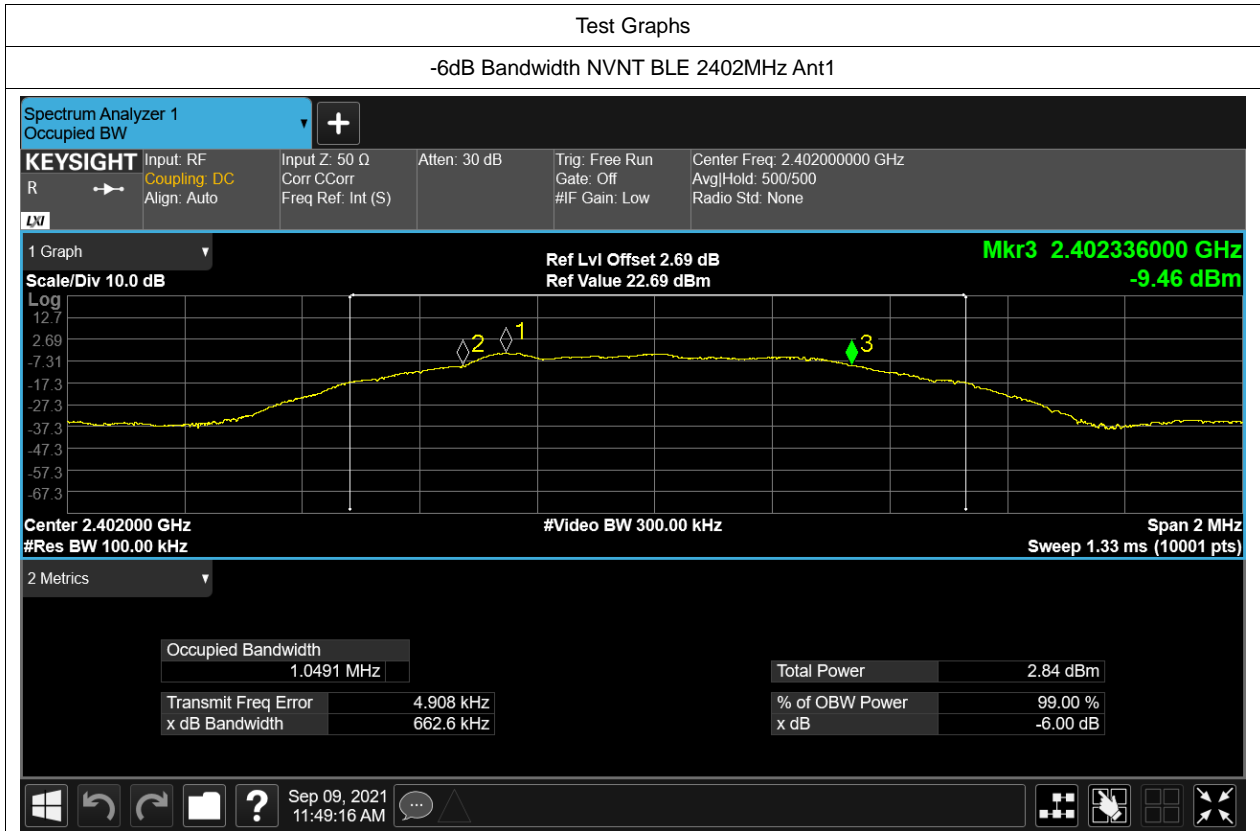 Test Graphs
-6dB Bandwidth NVNT BLE 2402MHz Ant1
Spectrum Analyzer 1
Occupied BW
+
KEYSIGHT
R
LXI
Input: RF
Coupling: DC
Align: Auto
Input Z: 50 Ω
Corr CCorr
Freq Ref: Int (S)
Atten: 30 dB
Trig: Free Run
Gate: Off
#IF Gain: Low
Center Freq: 2.402000000 GHz
Avg|Hold: 500/500
Radio Std: None
1 Graph
Scale/Div 10.0 dB
Ref Lvl Offset 2.69 dB
Ref Value 22.69 dBm
Mkr3 2.402336000 GHz
-9.46 dBm
Log
12.7
2.69
-7.31
-17.3
-27.3
-37.3
-47.3
-57.3
-67.3
2
1
3
Center 2.402000 GHz
#Res BW 100.00 kHz
#Video BW 300.00 kHz
Span 2 MHz
Sweep 1.33 ms (10001 pts)
2 Metrics
Occupied Bandwidth
1.0491 MHz
Transmit Freq Error 4.908 kHz
x dB Bandwidth 662.6 kHz
Total Power 2.84 dBm
% of OBW Power 99.00 %
x dB -6.00 dB
?
Sep 09, 2021
11:49:16 AM